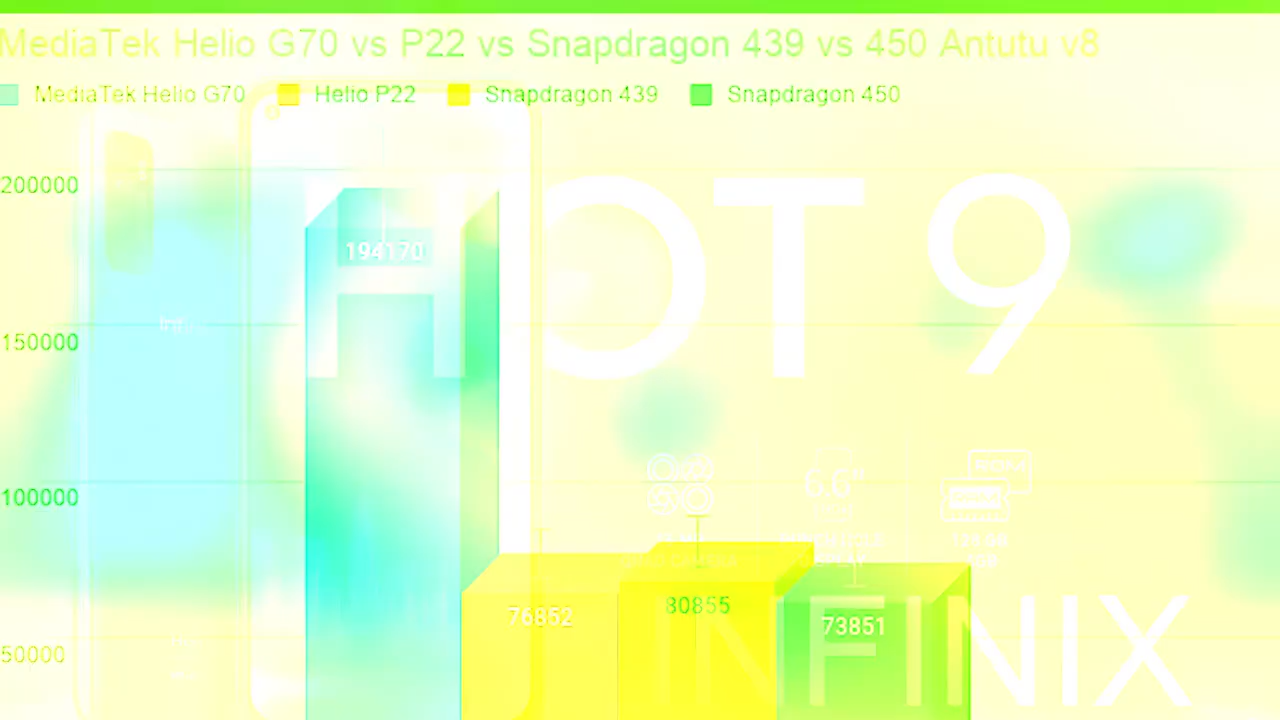 MediaTek Helio G70 vs P22 vs Snapdragon 439 vs 450 Antutu v8
MediaTek Helio G70 Helio P22 Snapdragon 439 Snapdragon 450
200000
HOT 9
194170
150000
6.6"
ROM
100000
76852
80855
73851
50000
INFINIX